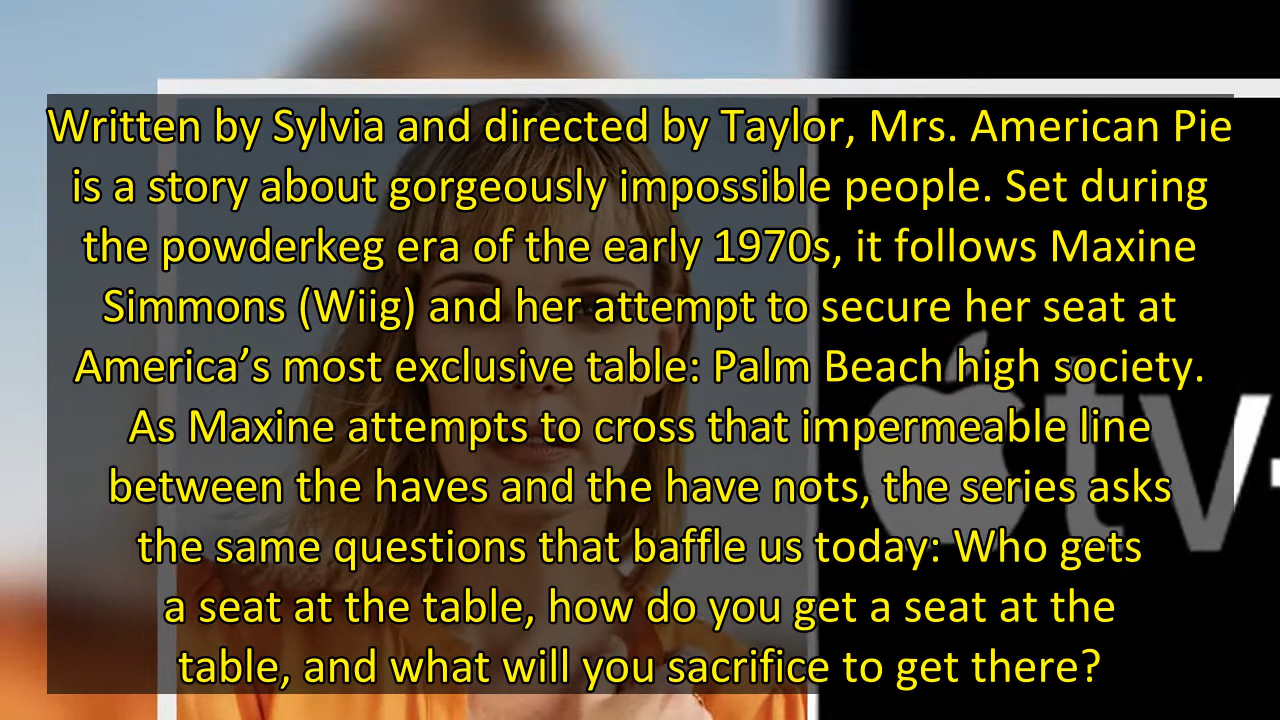 Written by Sylvia and directed by Taylor, Mrs. American Pie
is a story about gorgeously impossible people. Set during
the powderkeg era of the early 1970s, it follows Maxine
Simmons (Wiig) and her attempt to secure her seat at
America’s most exclusive table: Palm Beach high society.
As Maxine attempts to cross that impermeable line
between the haves and the have nots, the series asks
the same questions that baffle us today: Who gets
a seat at the table, how do you get a seat at the
table, and what will you sacrifice to get there?
tv+